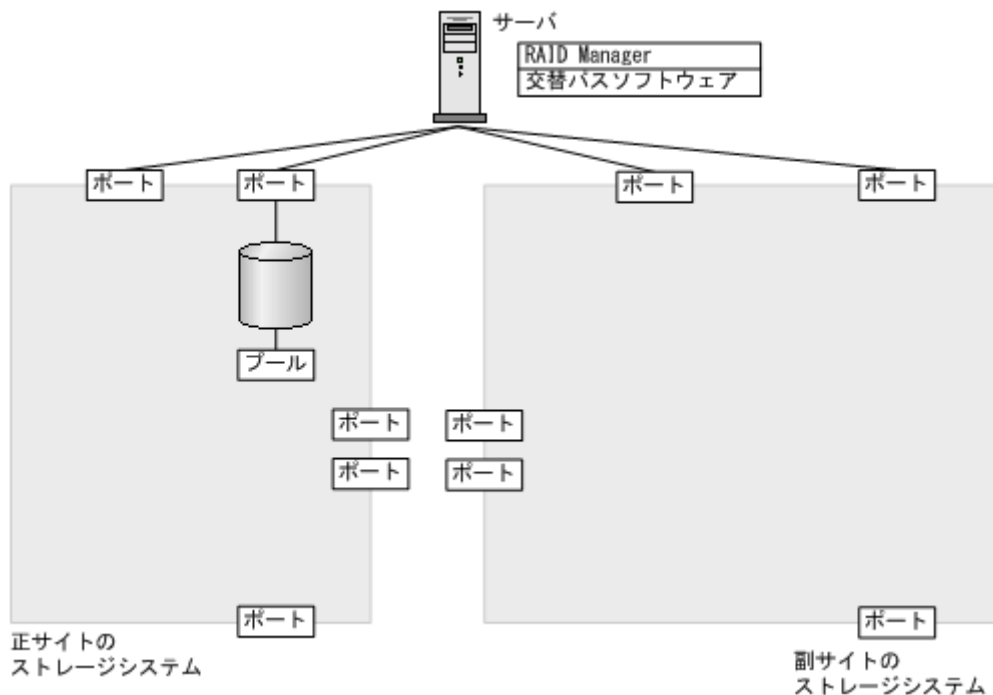 サーバ
RAID Manager
交替パスソフトウェア
ポート
ポート
ポート
ポート
プール
ポート
ポート
ポート
ポート
ポート
ポート
正サイトの
ストレージシステム
副サイトの
ストレージシステム